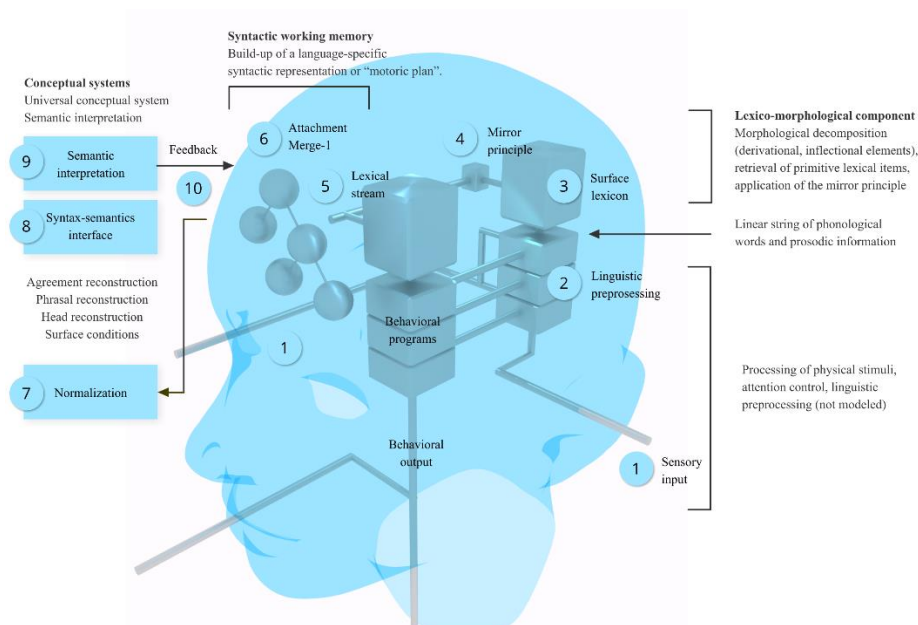 Syntactic working memory
Build-up of a language-specific
syntactic representation or “motoric plan”.
Conceptual systems
Universal conceptual system
Semantic interpretation
9
Semantic
interpretation
Feedback
10
8
Syntax-semantics
interface
Agreement reconstruction
Phrasal reconstruction
Head reconstruction
Surface conditions
7
Normalization
6
Attachment
Merge-1
5
Lexical
stream
4
Mirror
principle
3
Surface
lexicon
2
Linguistic
preprosessing
1
Behavioral
programs
Behavioral
output
1
Sensory
input
Lexico-morphological component
Morphological decomposition
(derivational, inflectional elements),
retrieval of primitive lexical items,
application of the mirror principle
Linear string of phonological
words and prosodic information
Processing of physical stimuli,
attention control, linguistic
preprocessing (not modeled)